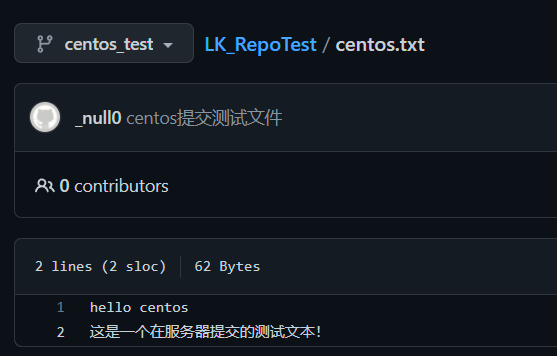 centos_test LK_RepoTest / centos.txt
_null0 centos提交测试文件
0 contributors
2 lines (2 sloc) 62 Bytes
1 hello centos
2 这是一个在服务器提交的测试文本！